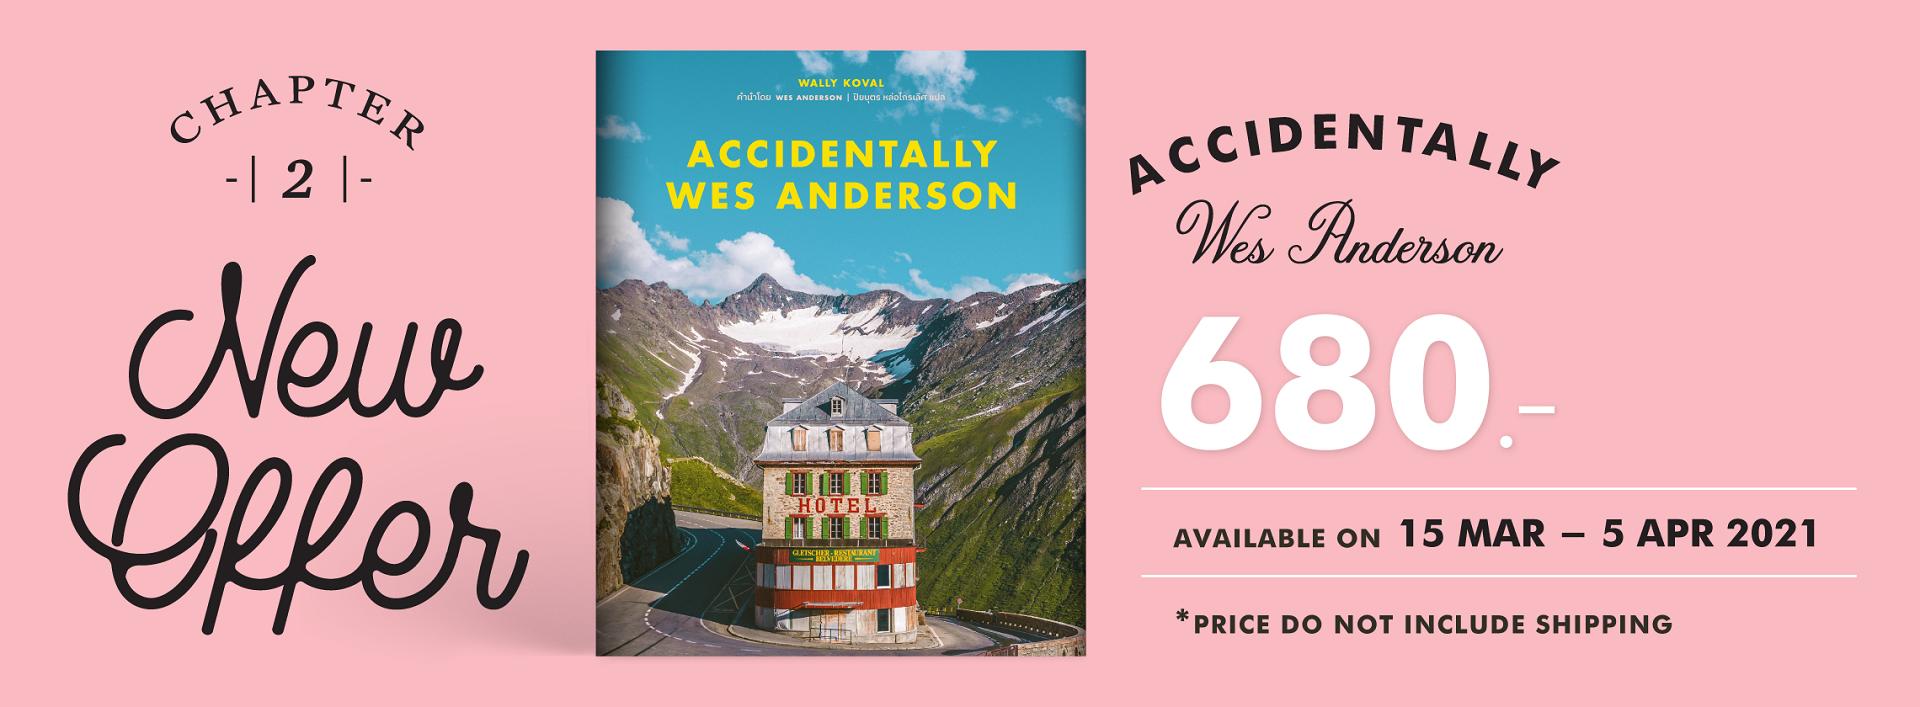 CHAPTER
-| 2 |-
New
Offer
WALLY KOVAL
คำนำโดย WES ANDERSON | ปิยบุตร หล่อไกรเลิศ แปล
ACCIDENTALLY
WES ANDERSON
HOTEL
GLETSCHER-RESTAURANT
BELVEDERE
ACCIDENTALLY
Wes Anderson
680.-
AVAILABLE ON 15 MAR – 5 APR 2021
*PRICE DO NOT INCLUDE SHIPPING